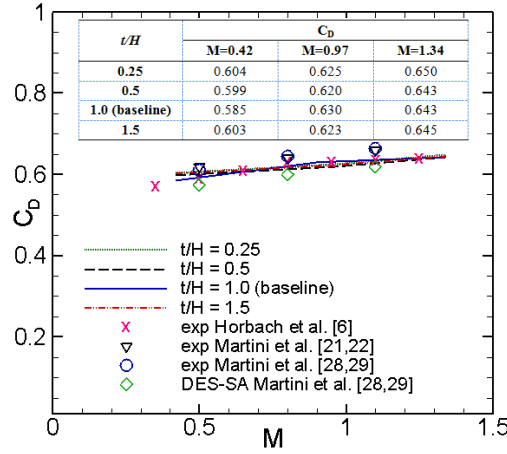 1
0.8
0.6
0.4
0.2
C_D
t/H C_D
M=0.42 M=0.97 M=1.34
0.25 0.604 0.625 0.650
0.5 0.599 0.620 0.643
1.0 (baseline) 0.585 0.630 0.643
1.5 0.603 0.623 0.645
t/H = 0.25
t/H = 0.5
t/H = 1.0 (baseline)
t/H = 1.5
exp Horbach et al. [6]
exp Martini et al. [21,22]
exp Martini et al. [28,29]
DES-SA Martini et al. [28,29]
0 0.5 1 1.5
M